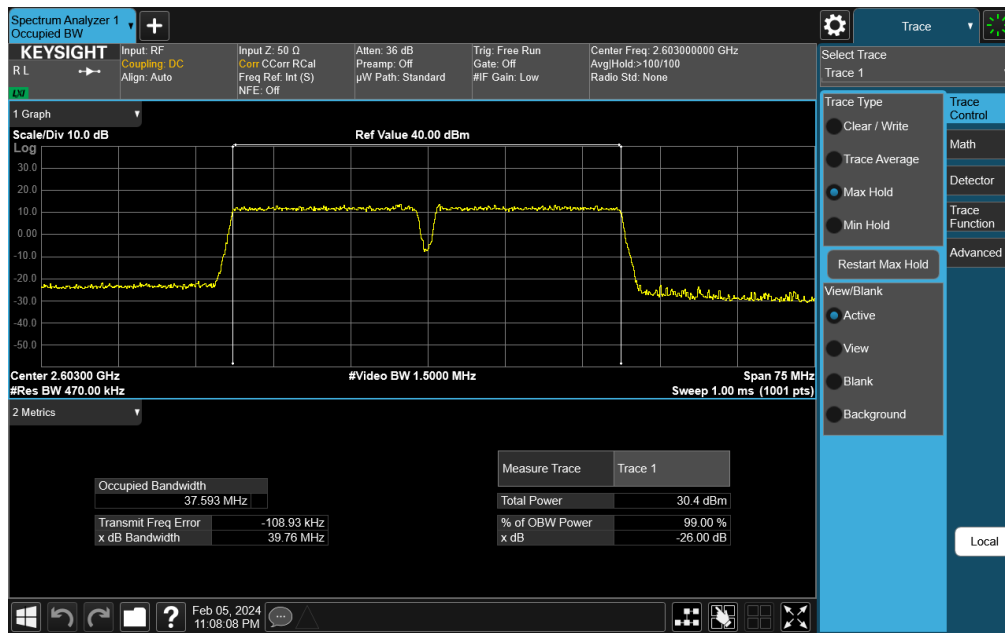 Spectrum Analyzer 1
Occupied BW
Trace
KEYSIGHT
R L
LXI
Input: RF
Coupling: DC
Align: Auto
Input Z: 50 Ω
Corr CCorr RCal
Freq Ref: Int (S)
NFE: Off
Atten: 36 dB
Preamp: Off
µW Path: Standard
Trig: Free Run
Gate: Off
#IF Gain: Low
Center Freq: 2.603000000 GHz
Avg|Hold:>100/100
Radio Std: None
Select Trace
Trace 1
1 Graph
Scale/Div 10.0 dB
Ref Value 40.00 dBm
Log
30.0
20.0
10.0
0.00
-10.0
-20.0
-30.0
-40.0
-50.0
Center 2.60300 GHz
#Video BW 1.5000 MHz
Span 75 MHz
#Res BW 470.00 kHz
Sweep 1.00 ms (1001 pts)
Trace Type
Clear / Write
Trace Average
Max Hold
Min Hold
Restart Max Hold
View/Blank
Active
View
Blank
Background
Trace
Control
Math
Detector
Trace
Function
Advanced
2 Metrics
Occupied Bandwidth
37.593 MHz
Transmit Freq Error -108.93 kHz
x dB Bandwidth 39.76 MHz
Measure Trace Trace 1
Total Power 30.4 dBm
% of OBW Power 99.00 %
x dB -26.00 dB
Local
Feb 05, 2024
11:08:08 PM